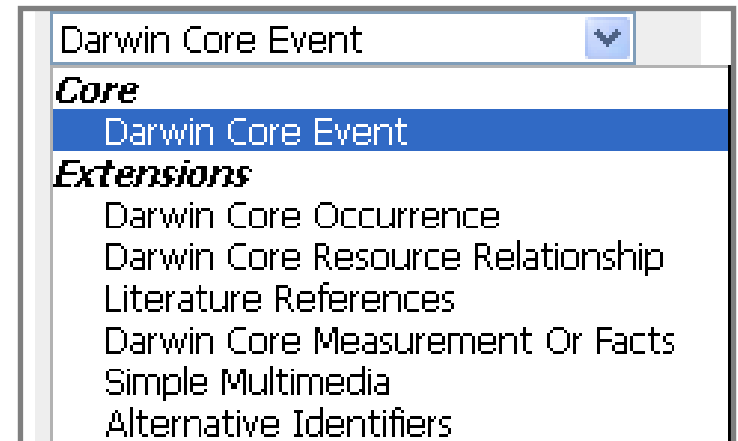 Darwin Core Event
Core
Darwin Core Event
Extensions
Darwin Core Occurrence
Darwin Core Resource Relationship
Literature References
Darwin Core Measurement Or Facts
Simple Multimedia
Alternative Identifiers